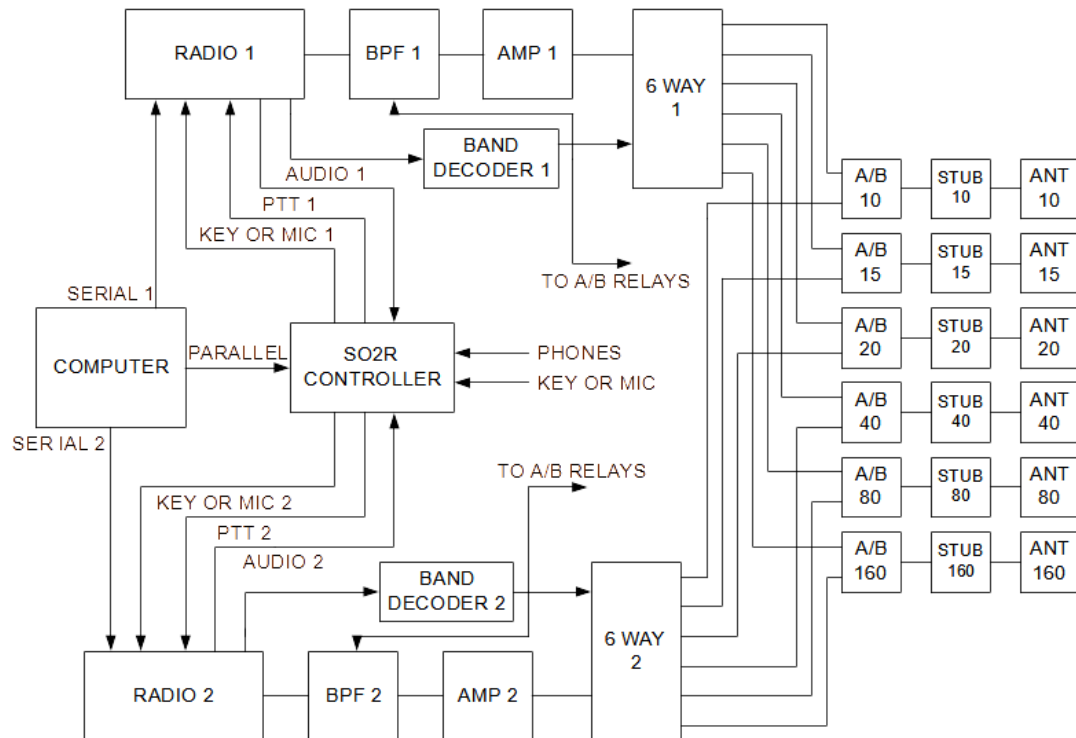 RADIO 1
BPF 1
AMP 1
6 WAY
1
BAND
DECODER 1
AUDIO 1
PTT 1
KEY OR MIC 1
TO A/B RELAYS
SERIAL 1
COMPUTER
PARALLEL
SO2R
CONTROLLER
PHONES
KEY OR MIC
SER IAL 2
TO A/B RELAYS
KEY OR MIC 2
PTT 2
AUDIO 2
BAND
DECODER 2
6 WAY
2
RADIO 2
BPF 2
AMP 2
A/B
10
STUB
10
ANT
10
A/B
15
STUB
15
ANT
15
A/B
20
STUB
20
ANT
20
A/B
40
STUB
40
ANT
40
A/B
80
STUB
80
ANT
80
A/B
160
STUB
160
ANT
160